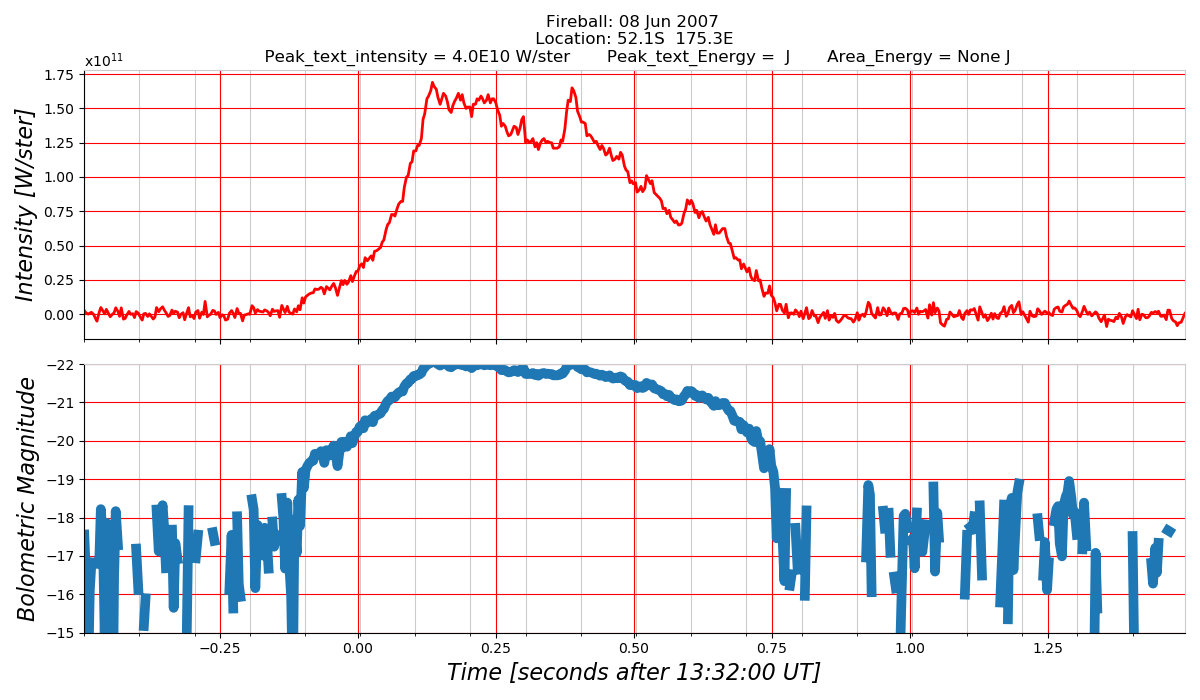 Fireball: 08 Jun 2007
Location: 52.1S 175.3E
Peak_text_intensity = 4.0E10 W/ster Peak_text_Energy = J Area_Energy = None J
x10¹¹
1.75
1.50
1.25
1.00
0.75
0.50
0.25
0.00
Intensity [W/ster]
−22
−21
−20
−19
−18
−17
−16
−15
Bolometric Magnitude
−0.25 0.00 0.25 0.50 0.75 1.00 1.25
Time [seconds after 13:32:00 UT]